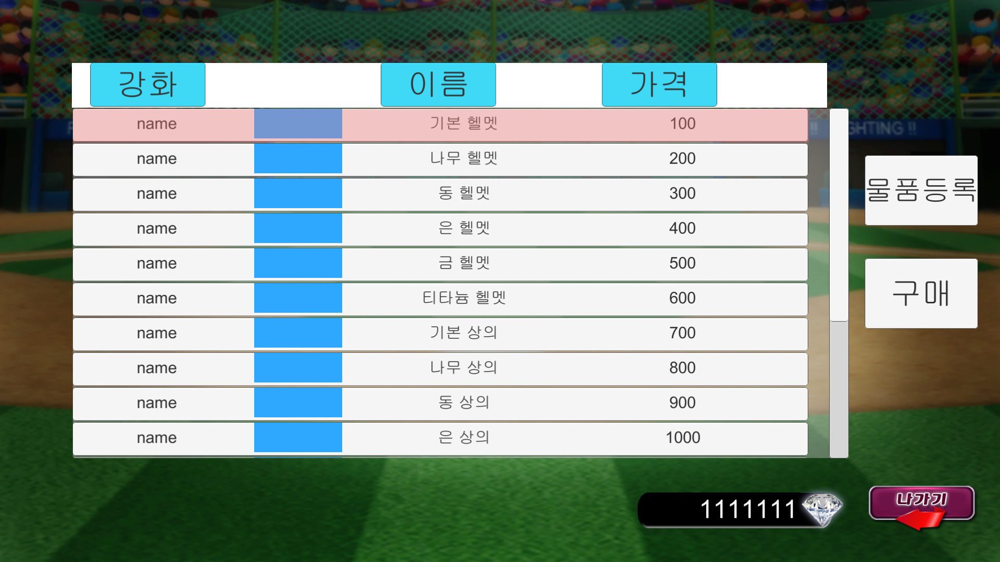 강화 이름 가격
name 기본 헬멧 100
!! GHTING !!
name 나무 헬멧 200
name 동 헬멧 300
물품등록
name 은 헬멧 400
name 금 헬멧 500
name 티타늄 헬멧 600
구매
name 기본 상의 700
name 나무 상의 800
name 동 상의 900
name 은 상의 1000
1111111
나가기